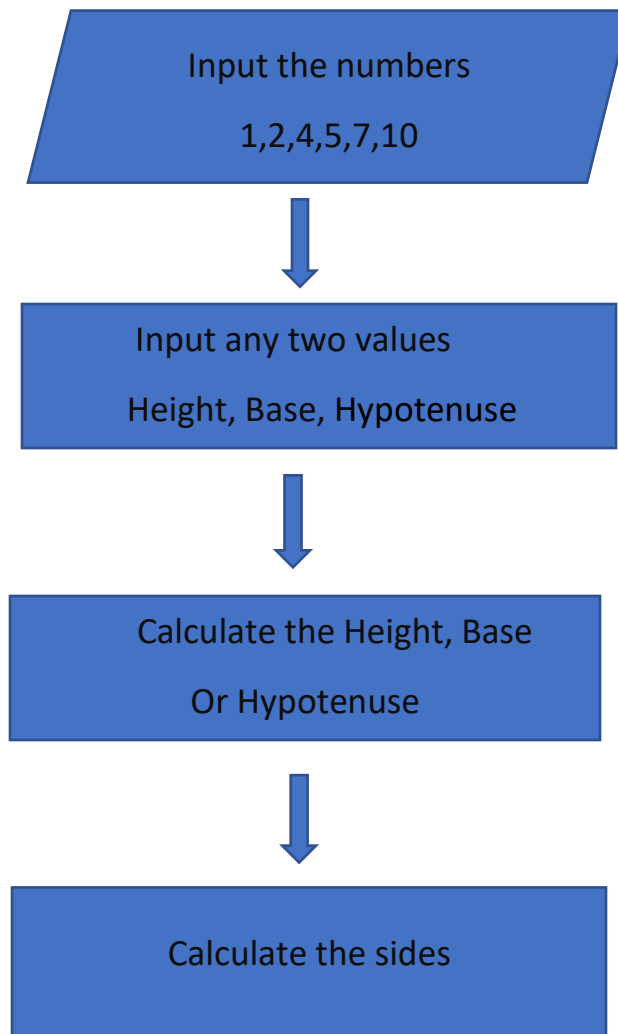 Input the numbers
1,2,4,5,7,10
Input any two values
Height, Base, Hypotenuse
Calculate the Height, Base
Or Hypotenuse
Calculate the sides